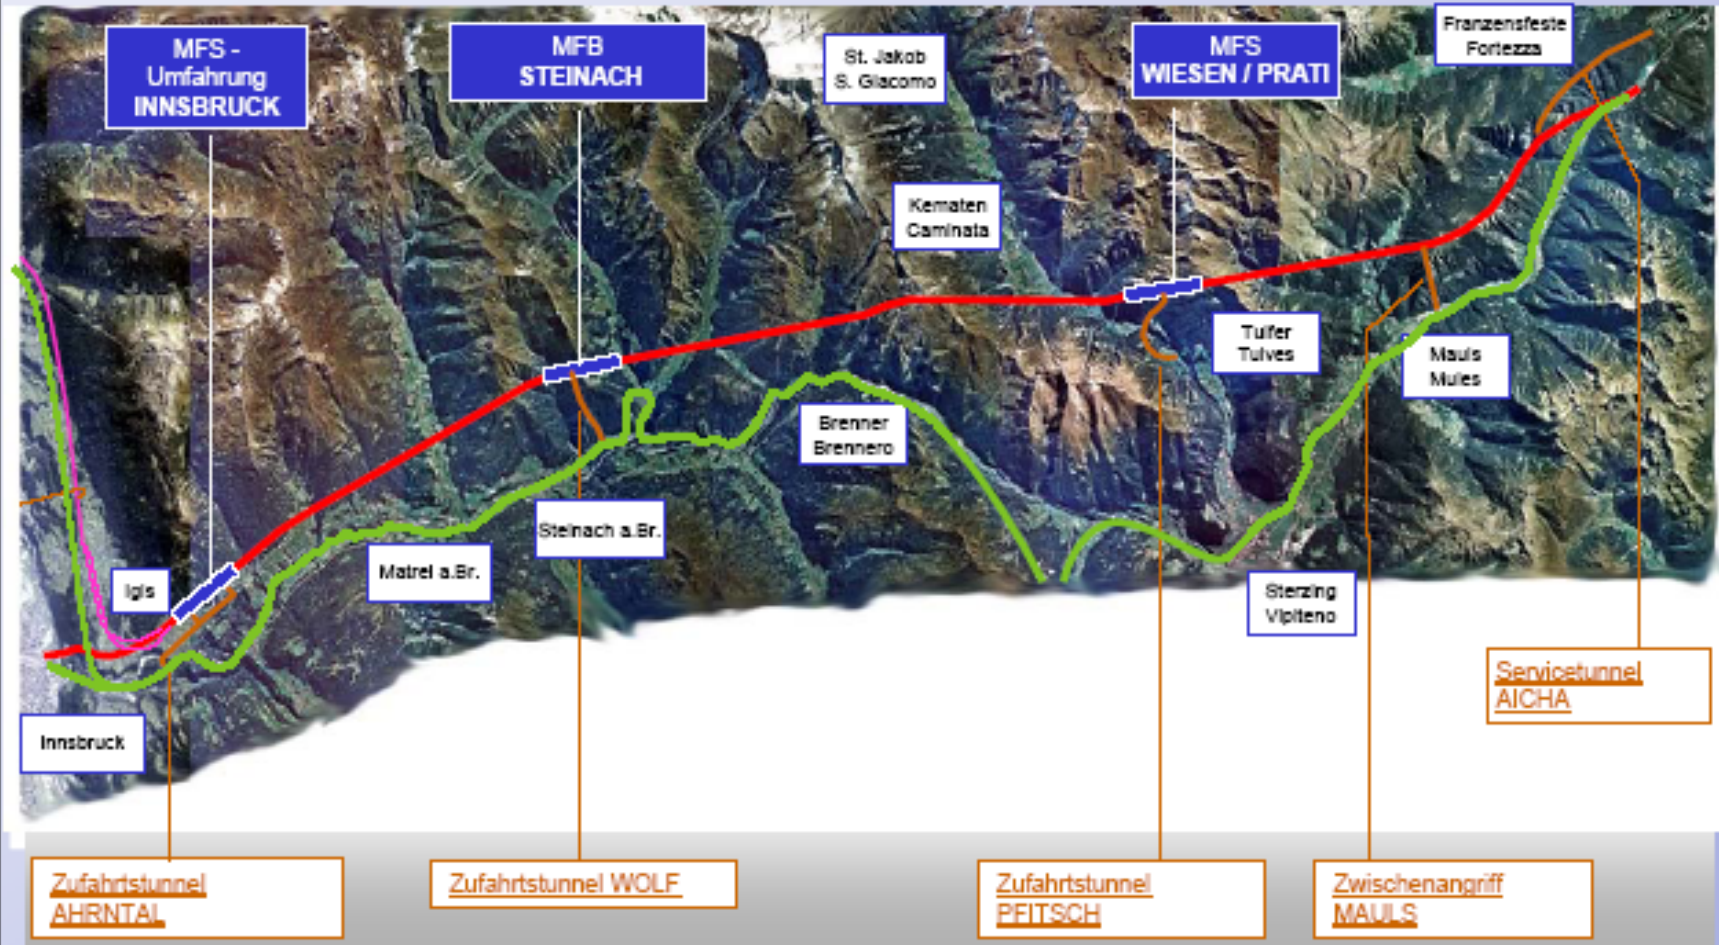 MFS -
Umfahrung
INNSBRUCK
MFB
STEINACH
St. Jakob
S. Giacomo
MFS
WIESEN / PRATI
Franzensfeste
Fortezza
Kematen
Caminata
Tulfer
Tulves
Mauls
Mules
Brenner
Brennero
Steinach a.Br.
Matrei a.Br.
Igls
Sterzing
Vipiteno
Innsbruck
Servicetunnel
AICHA
Zufahrtstunnel
AHRNTAL
Zufahrtstunnel WOLF
Zufahrtstunnel
PFITSCH
Zwischenangriff
MAULS